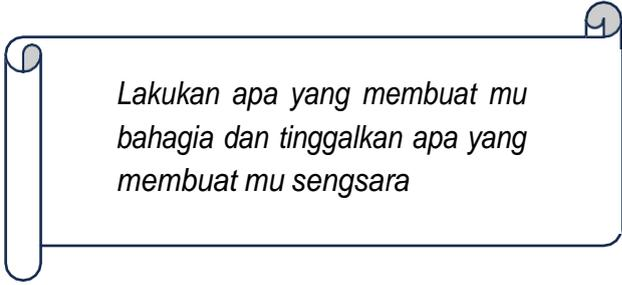 Lakukan apa yang membuat mu
bahagia dan tinggalkan apa yang
membuat mu sengsara